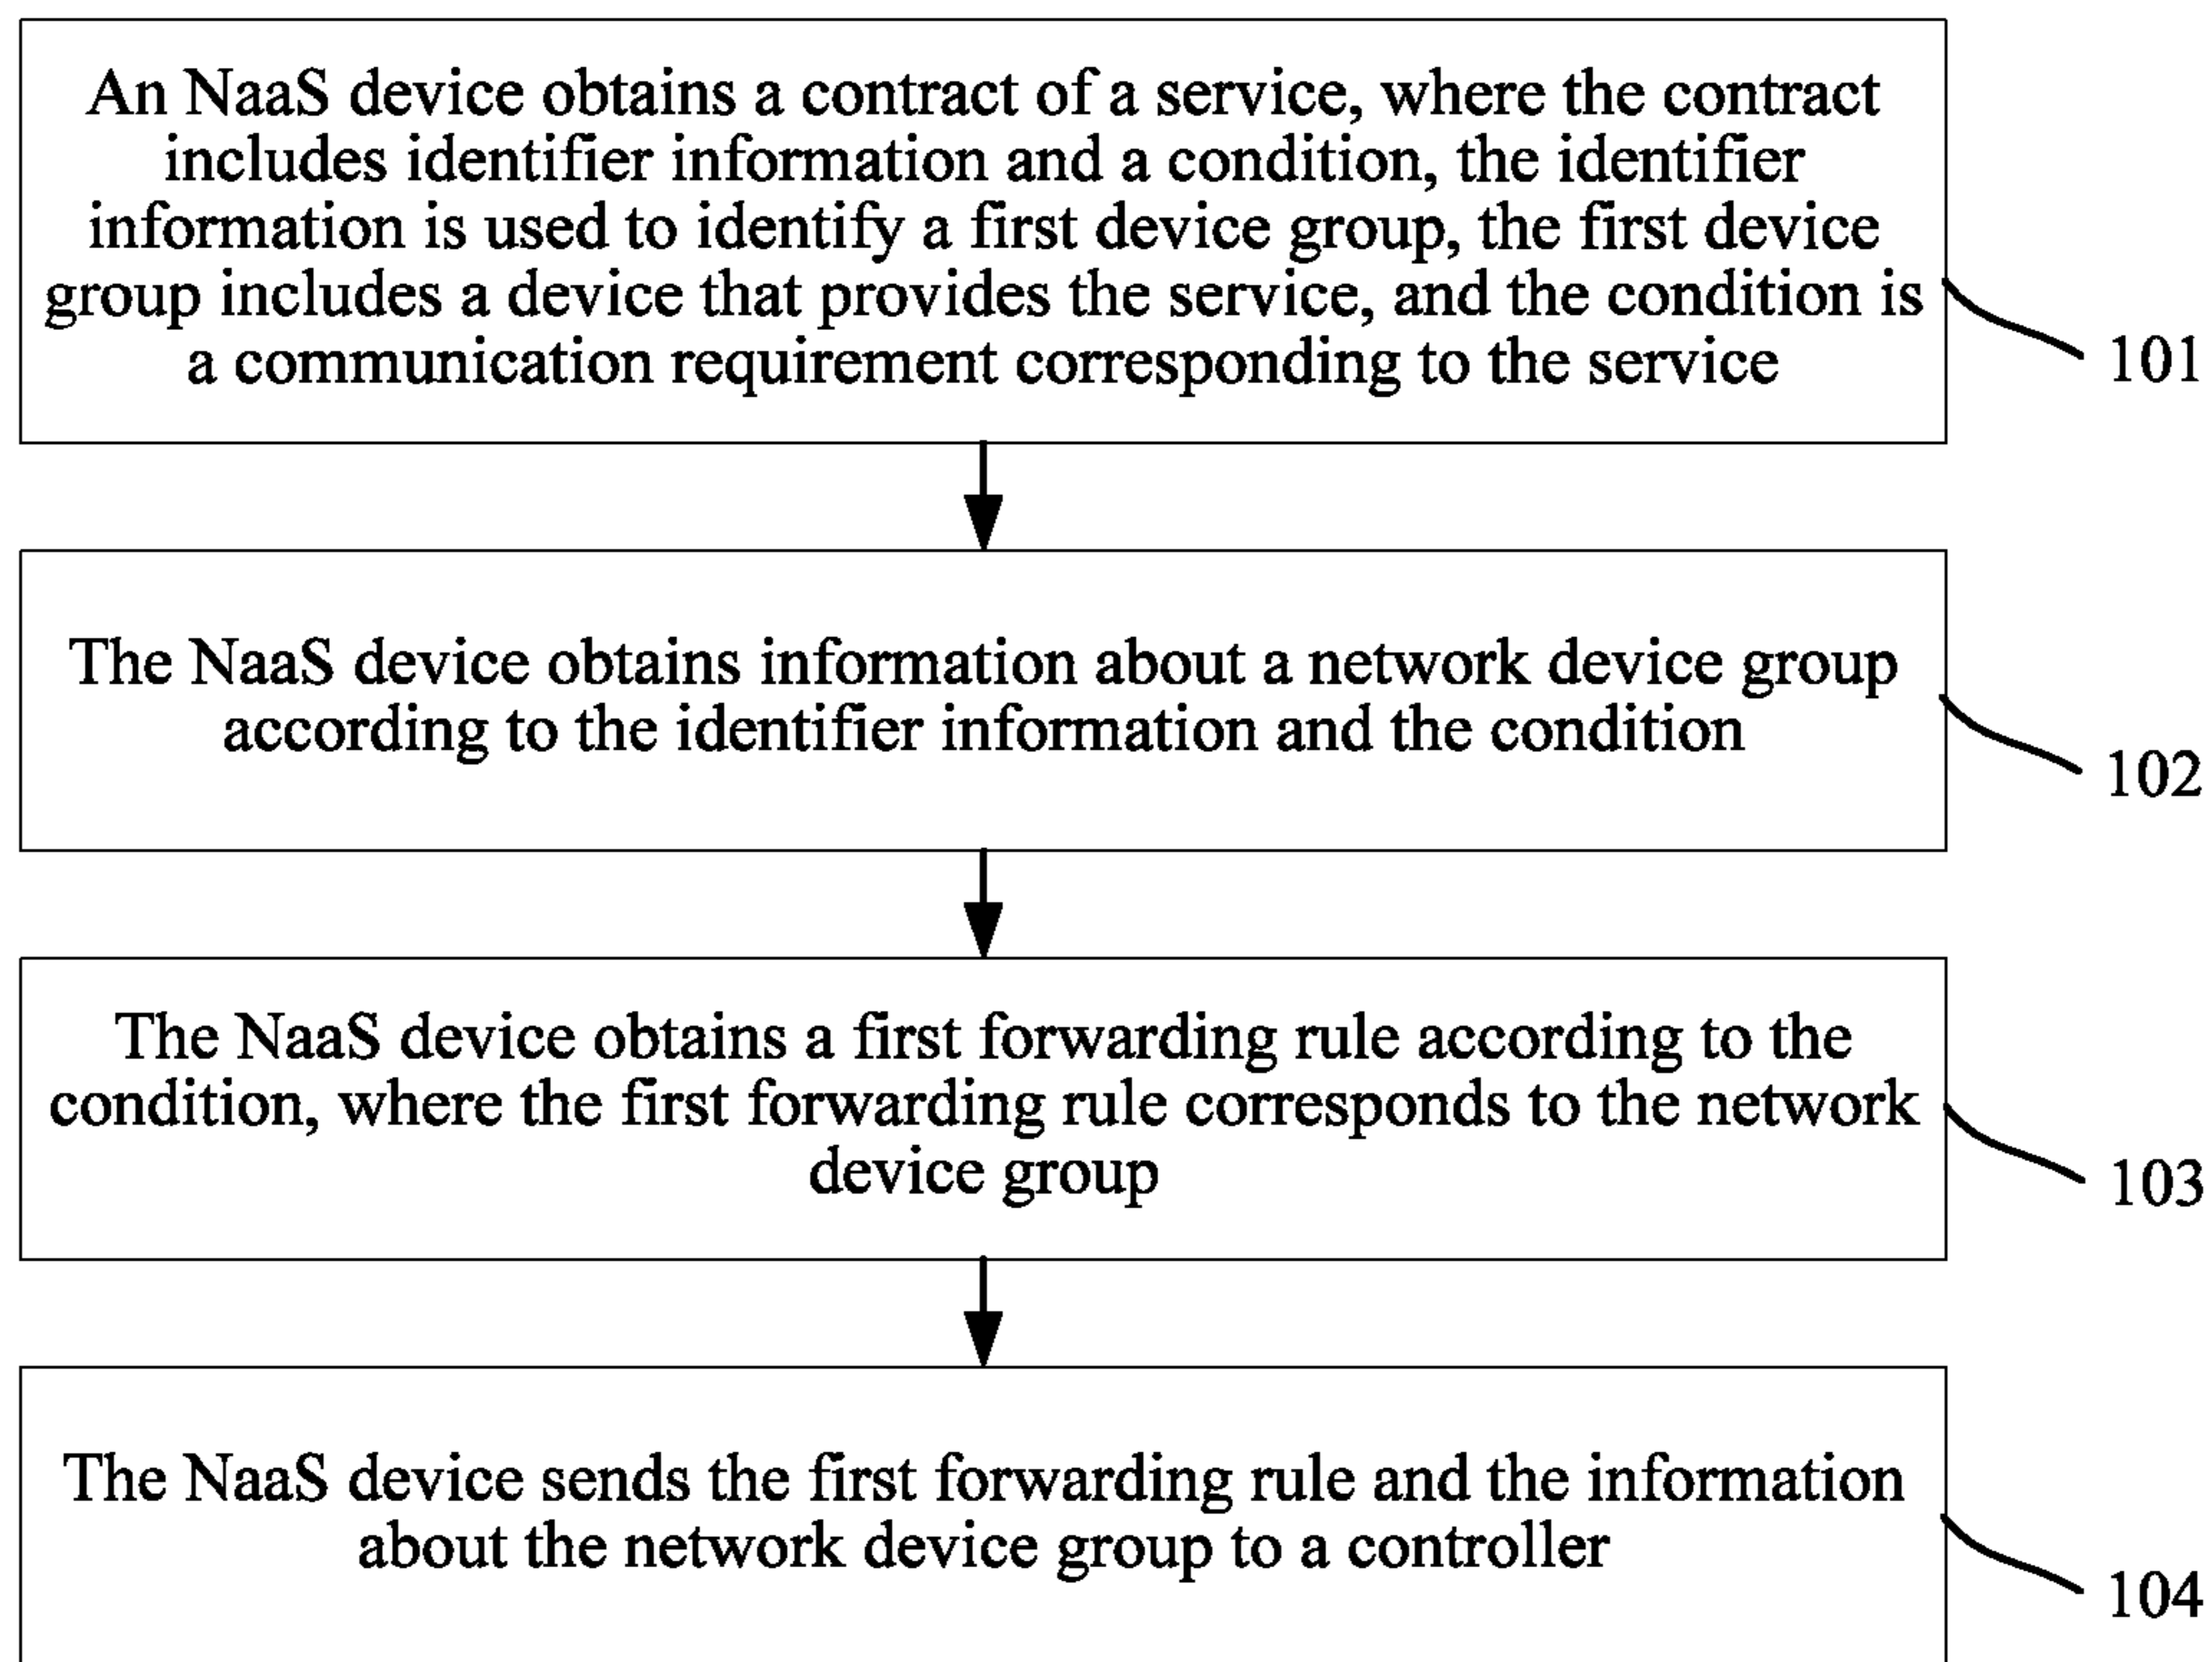 An NaaS device obtains a contract of a service, where the contract
includes identifier information and a condition, the identifier
information is used to identify a first device group, the first device
group includes a device that provides the service, and the condition is
a communication requirement corresponding to the service
101
The NaaS device obtains information about a network device group
according to the identifier information and the condition
102
The NaaS device obtains a first forwarding rule according to the
condition, where the first forwarding rule corresponds to the network
device group
103
The NaaS device sends the first forwarding rule and the information
about the network device group to a controller
104